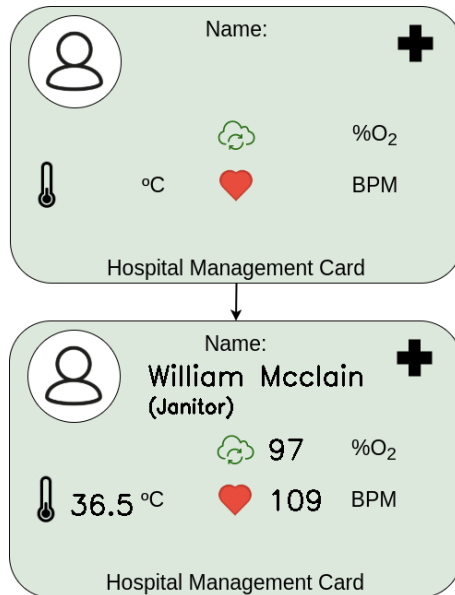 Name:
%O₂
ºC BPM
Hospital Management Card
Name:
William Mcclain
(Janitor)
97 %O₂
36.5 ºC 109 BPM
Hospital Management Card